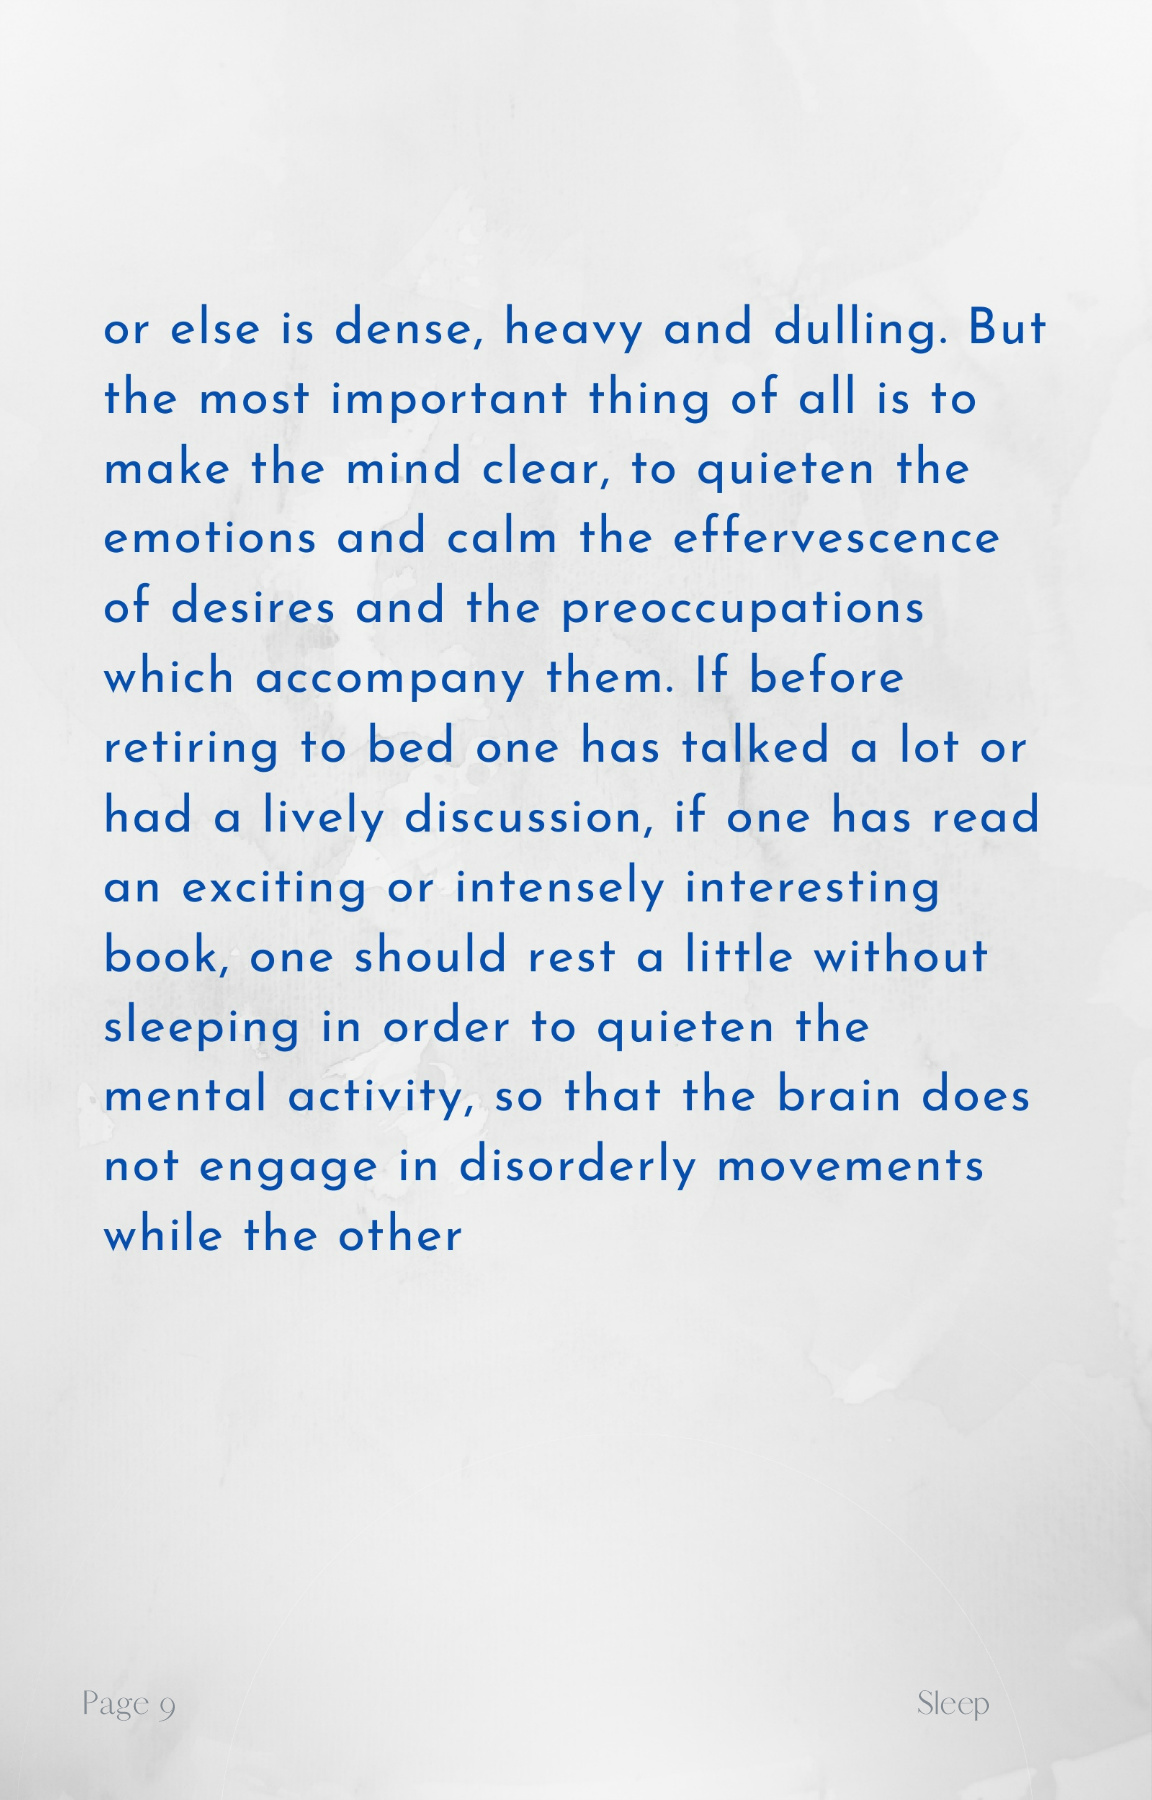 or else is dense, heavy and dulling. But
the most important thing of all is to
make the mind clear, to quieten the
emotions and calm the effervescence
of desires and the preoccupations
which accompany them. If before
retiring to bed one has talked a lot or
had a lively discussion, if one has read
an exciting or intensely interesting
book, one should rest a little without
sleeping in order to quieten the
mental activity, so that the brain does
not engage in disorderly movements
while the other
Page 9
Sleep